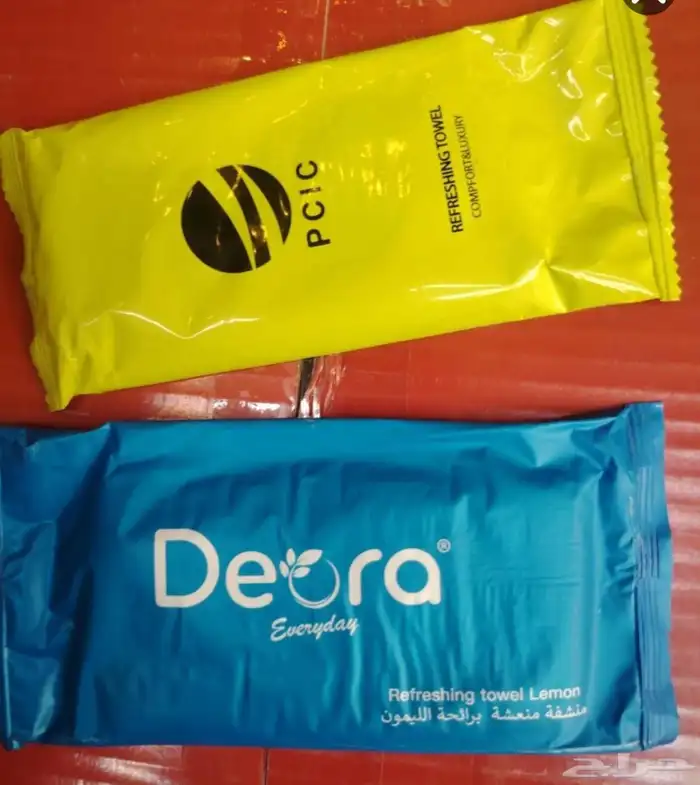 PCIC
REFRESHING TOWEL
COMPFORT&LUXURY
Deora®
Everyday
Refreshing towel Lemon
منشفة منعشة برائحة الليمون
حراج